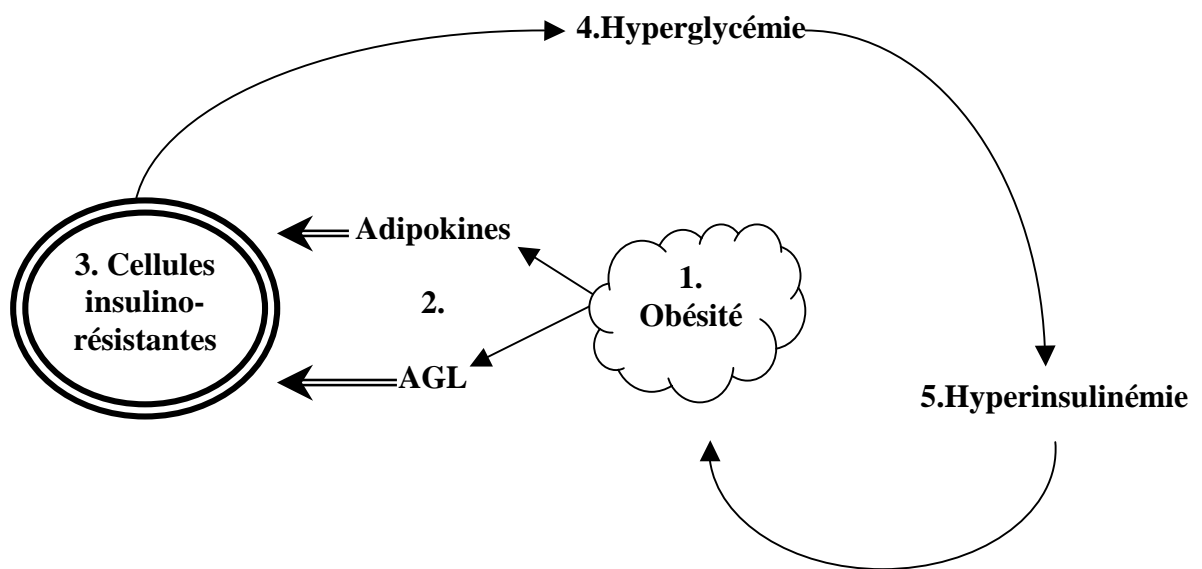 4.Hyperglycémie
Adipokines
3. Cellules
insulino-
résistantes
2.
1.
Obésité
AGL
5.Hyperinsulinémie